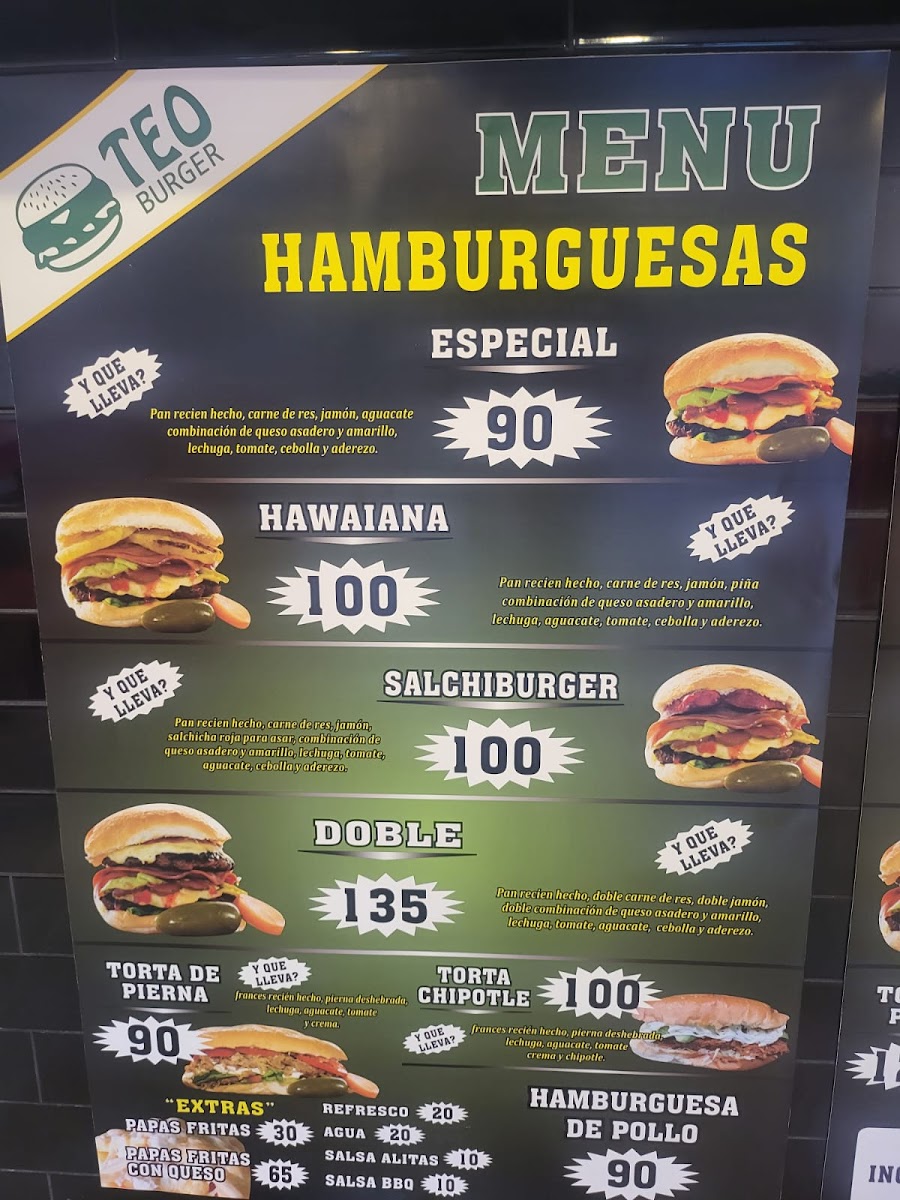 TEO
BURGER
MENU
HAMBURGUESAS
ESPECIAL
Y QUE
LLEVA?
90
Pan recien hecho, carne de res, jamón, aguacate
combinación de queso asadero y amarillo,
lechuga, tomate, cebolla y aderezo.
HAWAIANA
100
Y QUE
LLEVA?
Pan recien hecho, carne de res, jamón, piña
combinación de queso asadero y amarillo,
lechuga, aguacate, tomate, cebolla y aderezo.
Y QUE
LLEVA?
SALCHIBURGER
100
Pan recien hecho, carne de res, jamón,
salchicha roja para asar, combinación de
queso asadero y amarillo, lechuga, tomate,
aguacate, cebolla y aderezo.
DOBLE
135
Y QUE
LLEVA?
Pan recien hecho, doble carne de res, doble jamón,
doble combinación de queso asadero y amarillo,
lechuga, tomate, aguacate, cebolla y aderezo.
TORTA DE
PIERNA
90
Y QUE
LLEVA?
frances recién hecho, pierna deshebrada,
lechuga, aguacate, tomate
y crema.
TORTA
CHIPOTLE
100
Y QUE
LLEVA?
frances recién hecho, pierna deshebrada,
lechuga, aguacate, tomate
crema y chipotle.
"EXTRAS"
PAPAS FRITAS 30
PAPAS FRITAS
CON QUESO 65
REFRESCO 20
AGUA 20
SALSA ALITAS 10
SALSA BBQ 10
HAMBURGUESA
DE POLLO
90